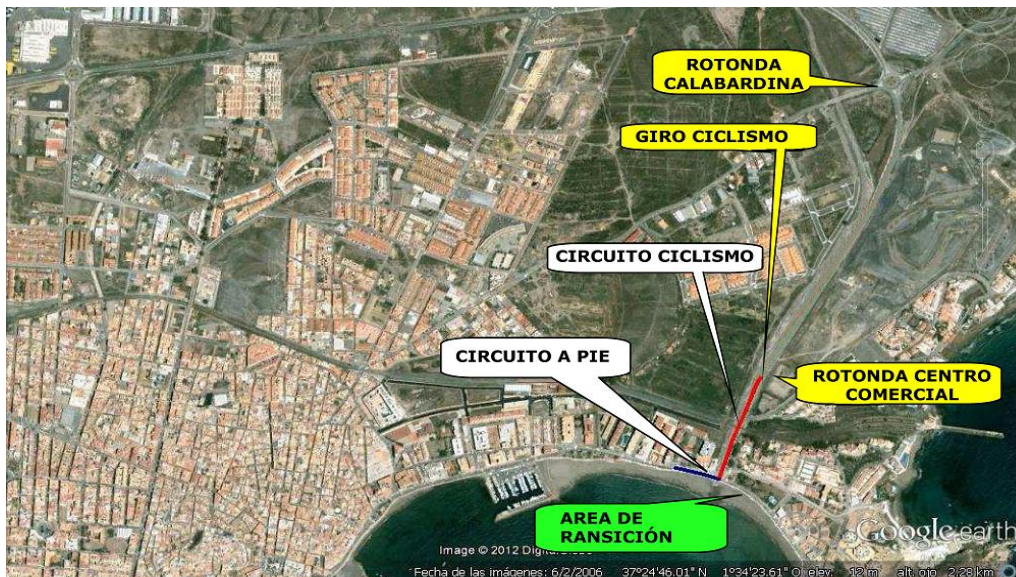 ROTONDA
CALABARDINA
GIRO CICLISMO
CIRCUITO CICLISMO
CIRCUITO A PIE
ROTONDA CENTRO
COMERCIAL
AREA DE
RANSICIÓN
Google earth
Image © 2012
Fecha de las imágenes: 6/2/2006 37°24'46.01" N 1°34'23.61" O elev. 12 m alt. ojo 2.28 km